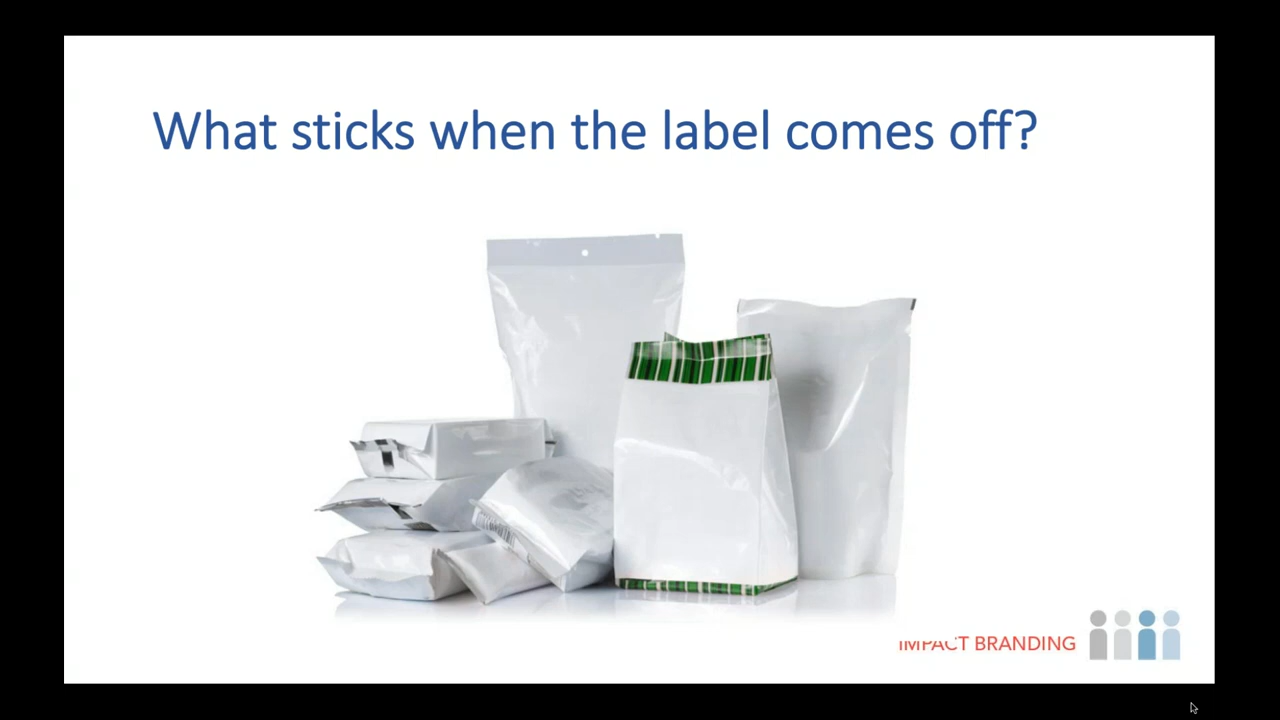 What sticks when the label comes off?
IMPACT BRANDING